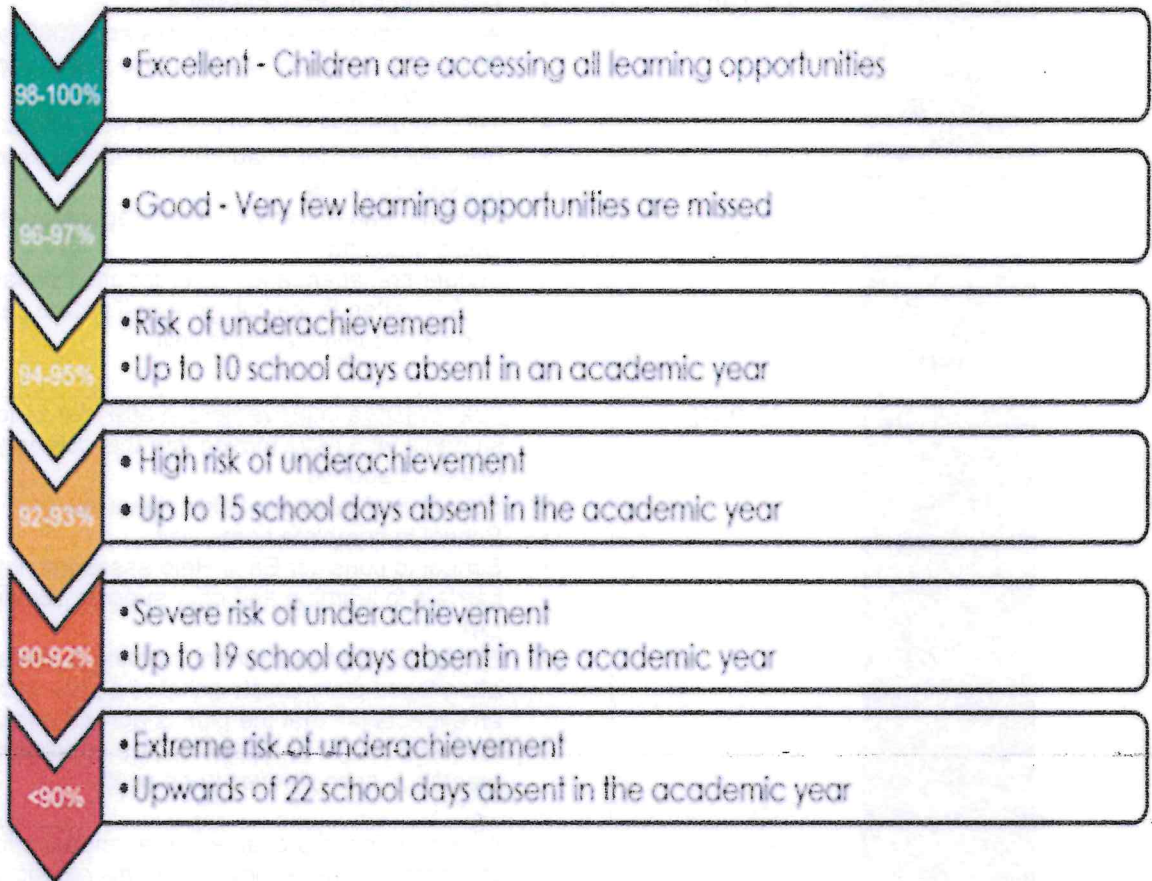 98-100%
•Excellent - Children are accessing all learning opportunities
96-97%
•Good - Very few learning opportunities are missed
94-95%
•Risk of underachievement
•Up to 10 school days absent in an academic year
92-93%
• High risk of underachievement
• Up to 15 school days absent in the academic year
90-92%
•Severe risk of underachievement
•Up to 19 school days absent in the academic year
<90%
•Extreme risk of underachievement
•Upwards of 22 school days absent in the academic year